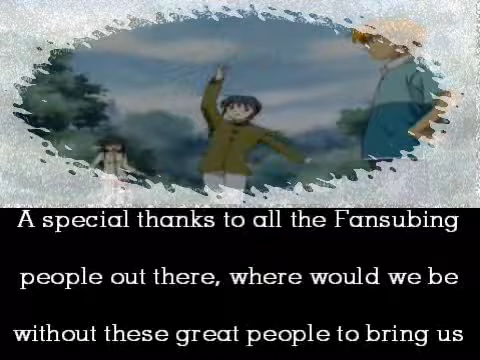 A special thanks to all the Fansubing
people out there, where would we be
without these great people to bring us